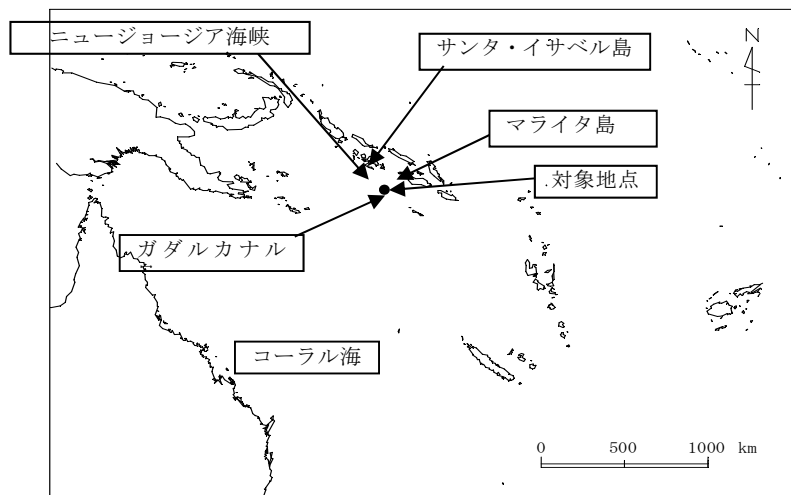 ニュージョージア海峡
サンタ・イサベル島
N
マライタ島
対象地点
ガダルカナル
コーラル海
0 500 1000 km